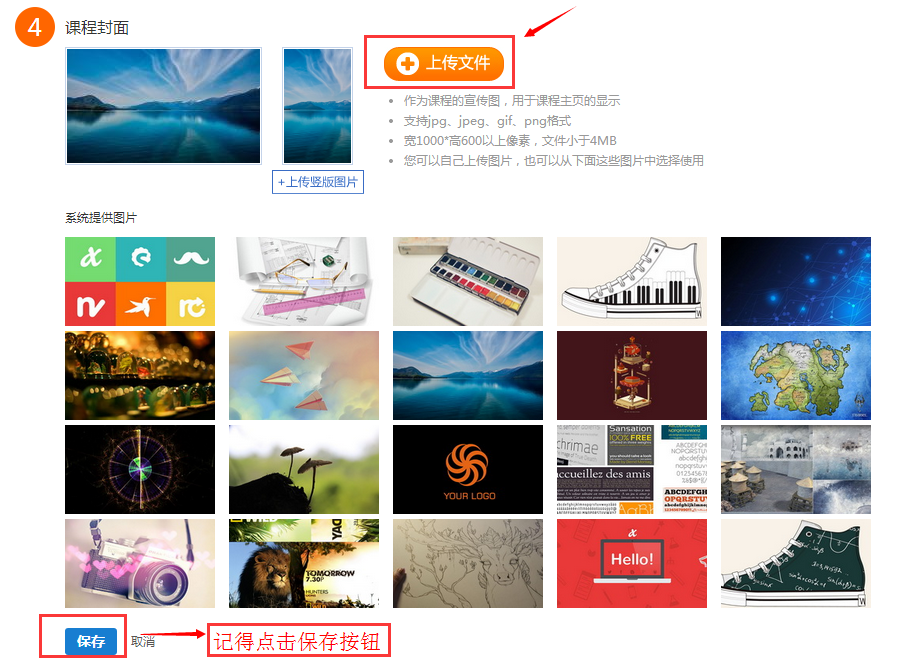 4 课程封面
上传文件
作为课程的宣传图，用于课程主页的显示
支持jpg、jpeg、gif、png格式
宽1000*高600以上像素，文件小于4MB
您可以自己上传图片，也可以从下面这些图片中选择使用
+上传竖版图片
系统提供图片
YOUR LOGO
Sensation
100% FREE
chrimae
accueillez des amis
ABCDEF
OPQRS
abcdefghijklm
TOMORROW
7.30P
HUNTERS
Hello!
保存
取消
记得点击保存按钮